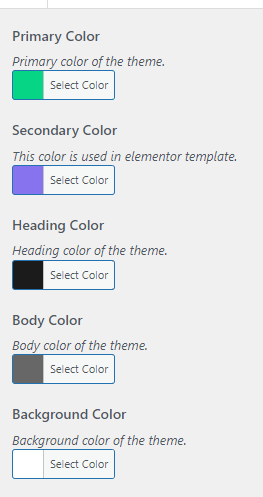 Primary Color
Primary color of the theme.
Select Color
Secondary Color
This color is used in elementor template.
Select Color
Heading Color
Heading color of the theme.
Select Color
Body Color
Body color of the theme.
Select Color
Background Color
Background color of the theme.
Select Color